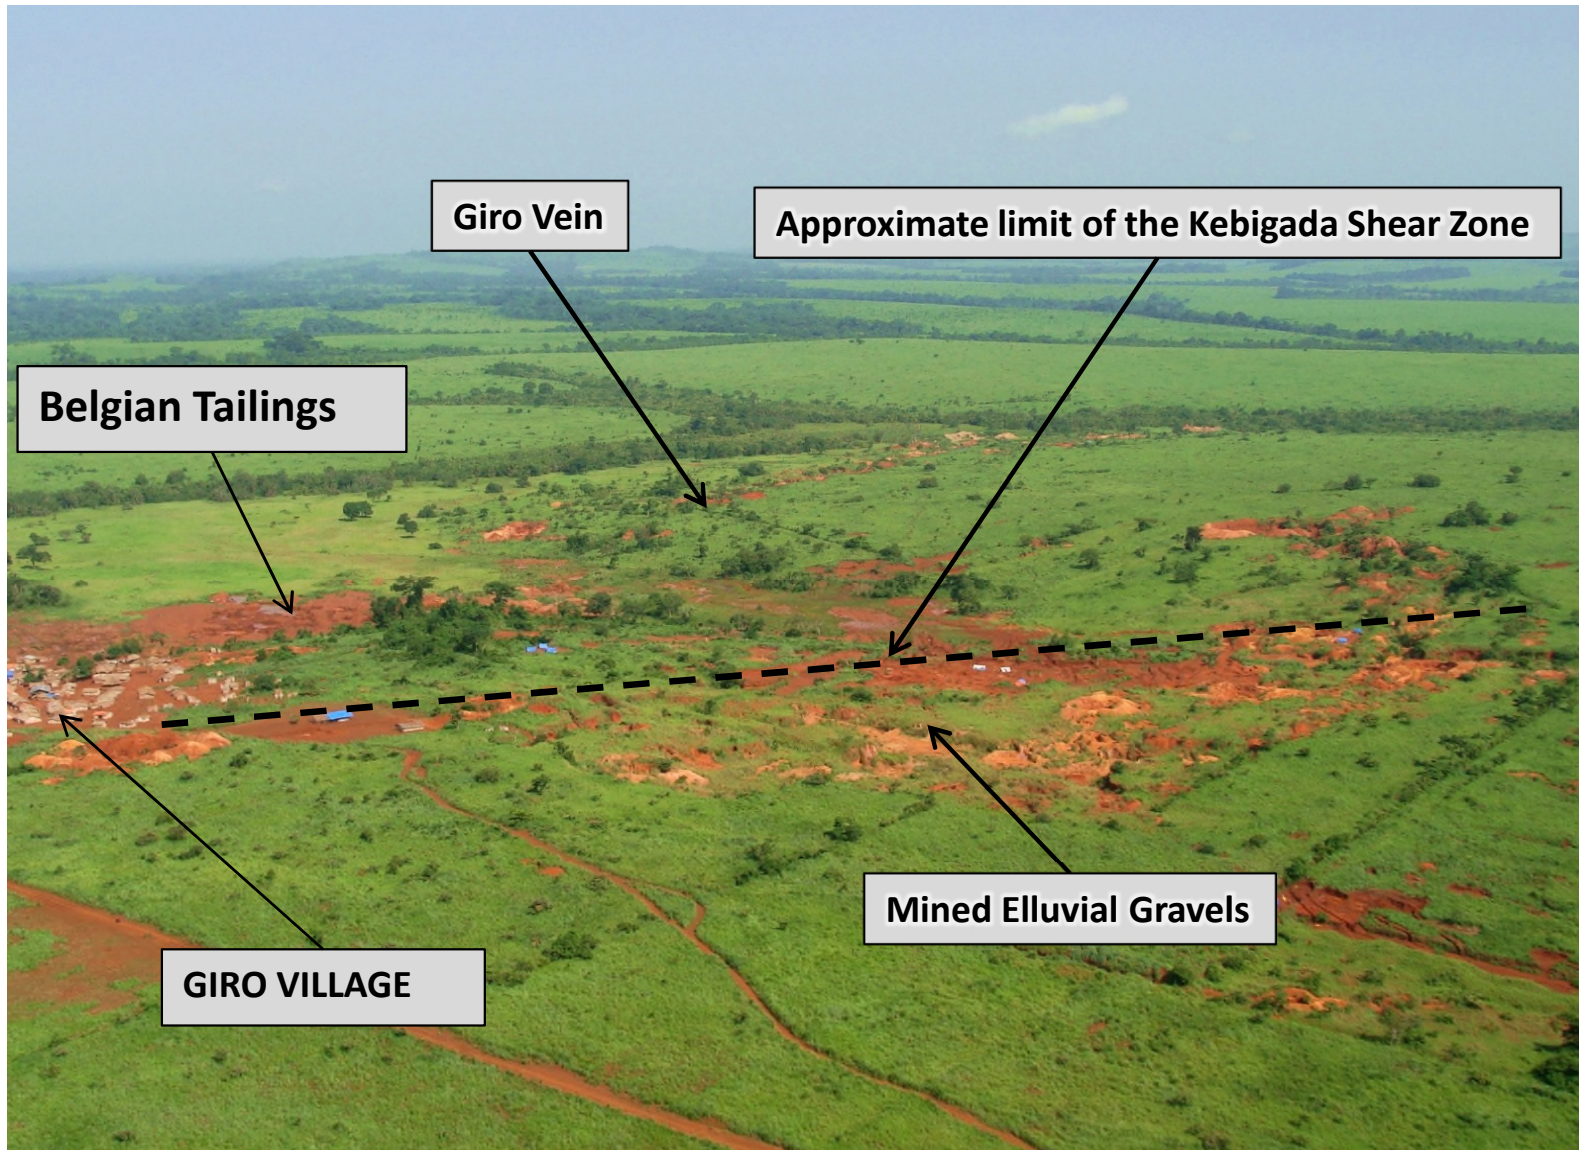 Giro Vein
Approximate limit of the Kebigada Shear Zone
Belgian Tailings
Mined Elluvial Gravels
GIRO VILLAGE